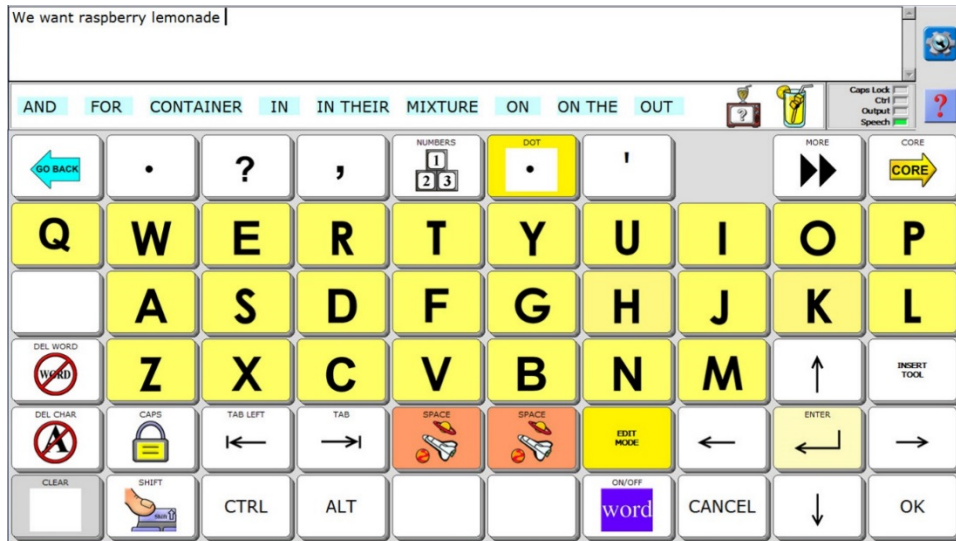 We want raspberry lemonade
AND FOR CONTAINER IN IN THEIR MIXTURE ON ON THE OUT ?
Caps Lock
Ctrl
Output
Speech
?
GO BACK . ? , NUMBERS 1 2 3 DOT . ' MORE CORE CORE
Q W E R T Y U I O P
A S D F G H J K L
DEL WORD WORD Z X C V B N M ↑ INSERT TOOL
DEL CHAR A CAPS TAB LEFT TAB SPACE SPACE EDIT MODE ← ENTER →
CLEAR SHIFT CTRL ALT ON/OFF word CANCEL ↓ OK